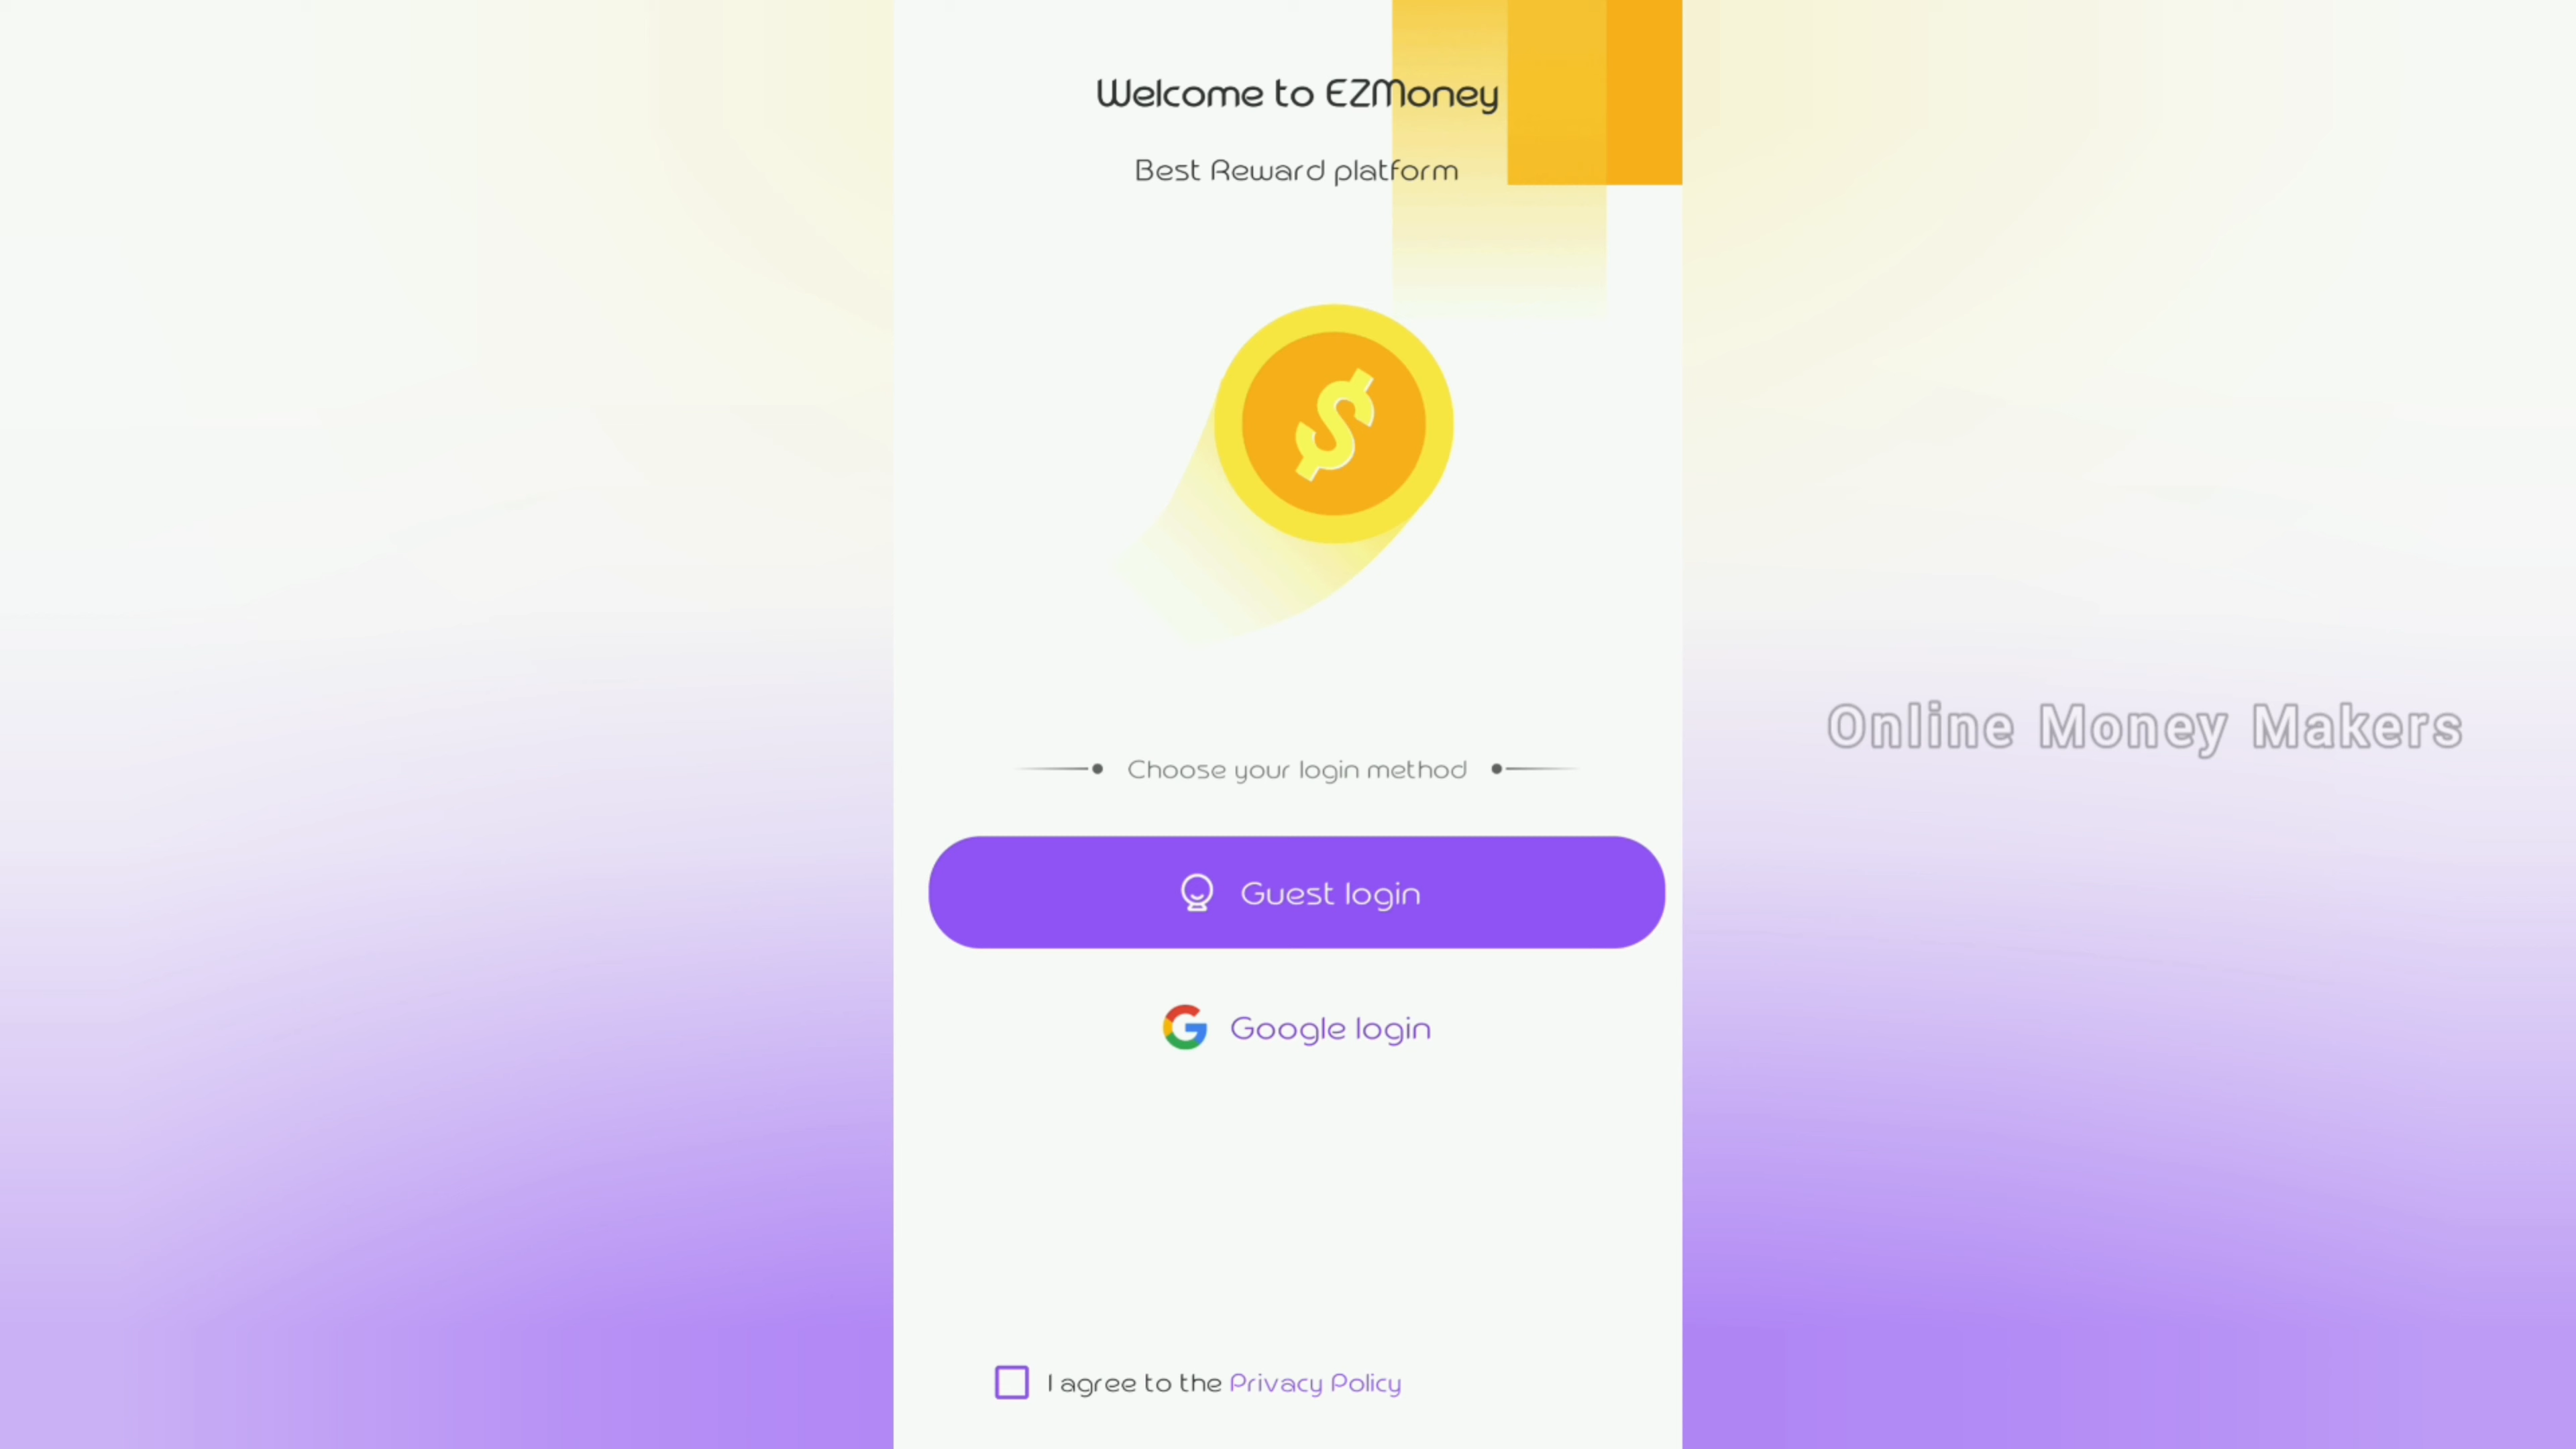 Welcome to EZMoney
Best Reward platform
$
Online Money Makers
Choose your login method
Guest login
Google login
I agree to the Privacy Policy